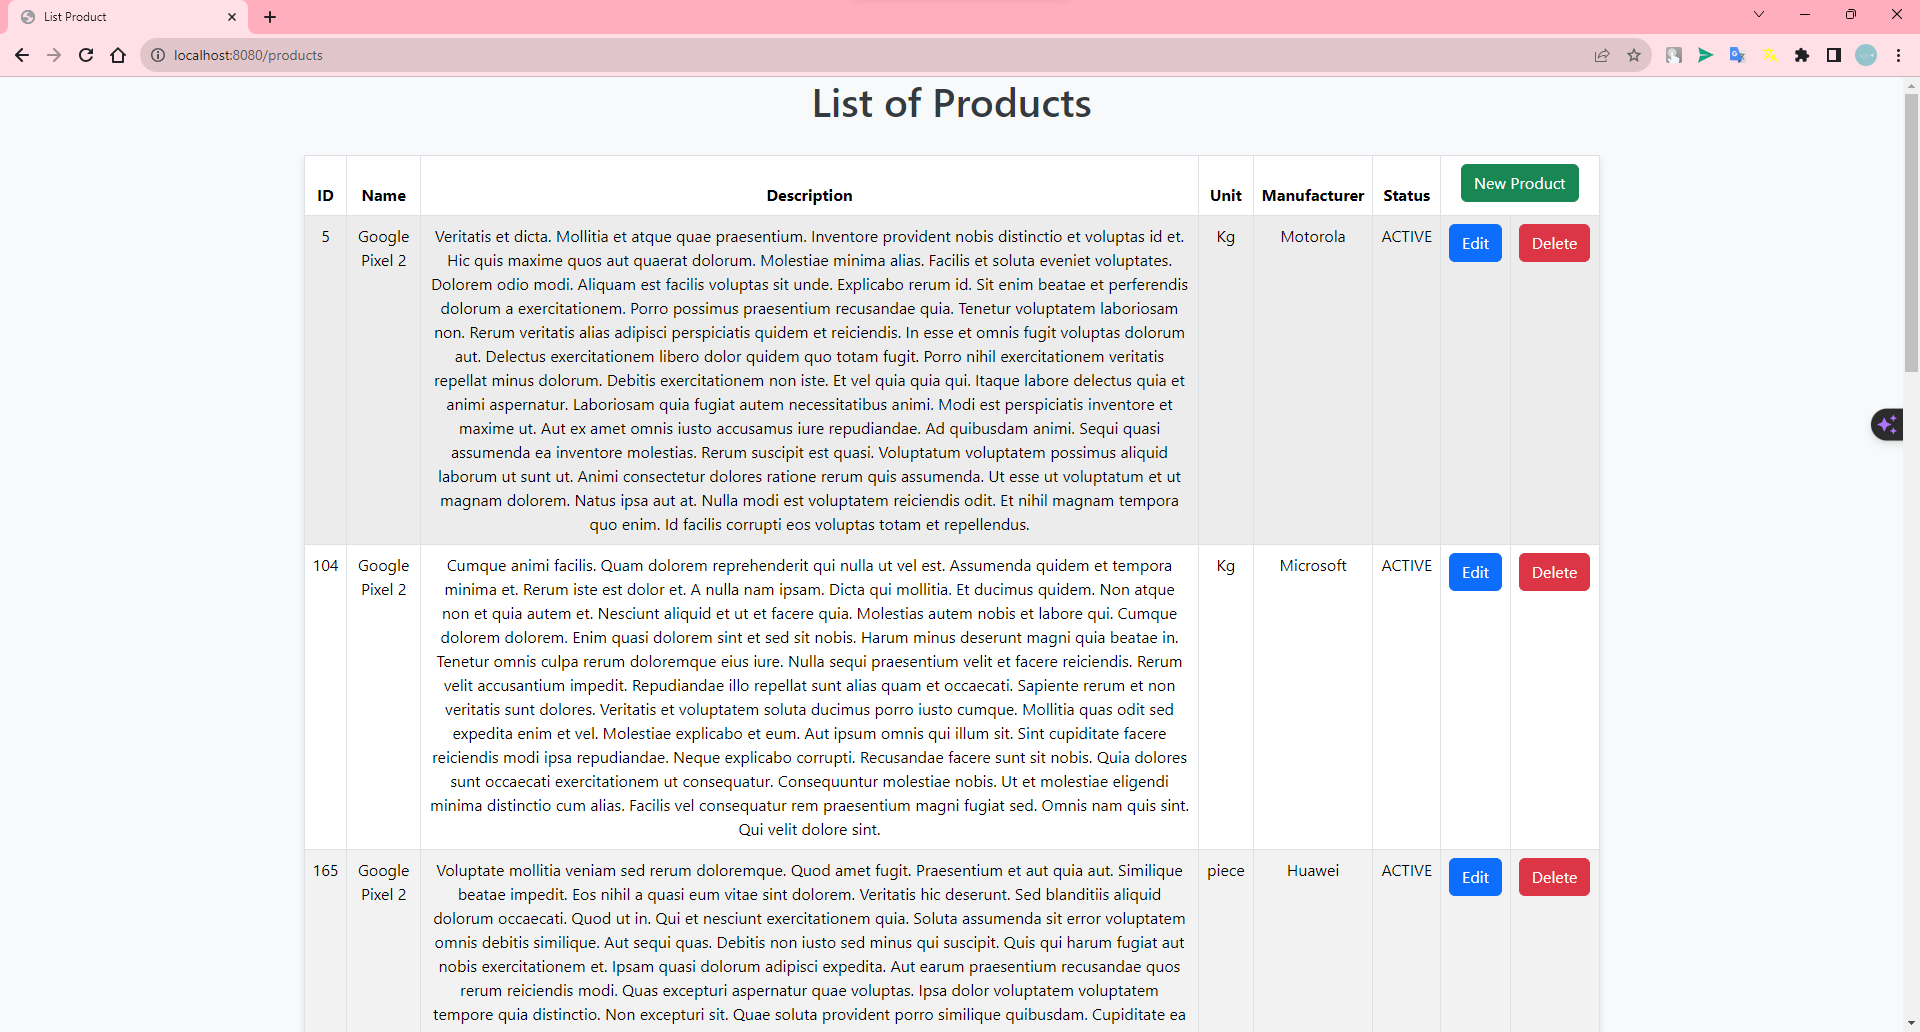 List Product
localhost:8080/products
List of Products
ID Name Description Unit Manufacturer Status New Product
5 Google Pixel 2 Kg Motorola ACTIVE Edit Delete
Veritatis et dicta. Mollitia et atque quae praesentium. Inventore provident nobis distinctio et voluptas id et.
Hic quis maxime quos aut quaerat dolorum. Molestiae minima alias. Facilis et soluta eveniet voluptates.
Dolorem odio modi. Aliquam est facilis voluptas sit unde. Explicabo rerum id. Sit enim beatae et perferendis
dolorum a exercitationem. Porro possimus praesentium recusandae quia. Tenetur voluptatem laboriosam
non. Rerum veritatis alias adipisci perspiciatis quidem et reiciendis. In esse et omnis fugit voluptas dolorum
aut. Delectus exercitationem libero dolor quidem quo totam fugit. Porro nihil exercitationem veritatis
repellat minus dolorum. Debitis exercitationem non iste. Et vel quia quia qui. Itaque labore delectus quia et
animi aspernatur. Laboriosam quia fugiat autem necessitatibus animi. Modi est perspiciatis inventore et
maxime ut. Aut ex amet omnis iusto accusamus iure repudiandae. Ad quibusdam animi. Sequi quasi
assumenda ea inventore molestias. Rerum suscipit est quasi. Voluptatum voluptatem possimus aliquid
laborum ut sunt ut. Animi consectetur dolores ratione rerum quis assumenda. Ut esse ut voluptatum et ut
magnam dolorem. Natus ipsa aut at. Nulla modi est voluptatem reiciendis odit. Et nihil magnam tempora
quo enim. Id facilis corrupti eos voluptas totam et repellendus.
104 Google Pixel 2 Kg Microsoft ACTIVE Edit Delete
Cumque animi facilis. Quam dolorem reprehenderit qui nulla ut vel est. Assumenda quidem et tempora
minima et. Rerum iste est dolor et. A nulla nam ipsam. Dicta qui mollitia. Et ducimus quidem. Non atque
non et quia autem et. Nesciunt aliquid et ut et facere quia. Molestias autem nobis et labore qui. Cumque
dolorem dolorem. Enim quasi dolorem sint et sed sit nobis. Harum minus deserunt magni quia beatae in.
Tenetur omnis culpa rerum doloremque eius iure. Nulla sequi praesentium velit et facere reiciendis. Rerum
velit accusantium impedit. Repudiandae illo repellat sunt alias quam et occaecati. Sapiente rerum et non
veritatis sunt dolores. Veritatis et voluptatem soluta ducimus porro iusto cumque. Mollitia quas odit sed
expedita enim et vel. Molestiae explicabo et eum. Aut ipsum omnis qui illum sit. Sint cupiditate facere
reiciendis modi ipsa repudiandae. Neque explicabo corrupti. Recusandae facere sunt sit nobis. Quia dolores
sunt occaecati exercitationem ut consequatur. Consequuntur molestiae nobis. Ut et molestiae eligendi
minima distinctio cum alias. Facilis vel consequatur rem praesentium magni fugiat sed. Omnis nam quis sint.
Qui velit dolore sint.
165 Google Pixel 2 piece Huawei ACTIVE Edit Delete
Voluptate mollitia veniam sed rerum doloremque. Quod amet fugit. Praesentium et aut quia aut. Similique
beatae impedit. Eos nihil a quasi eum vitae sint dolorem. Veritatis hic deserunt. Sed blanditiis aliquid
dolorum occaecati. Quod ut in. Qui et nesciunt exercitationem quia. Soluta assumenda sit error voluptatem
omnis debitis similique. Aut sequi quas. Debitis non iusto sed minus qui suscipit. Quis qui harum fugiat aut
nobis exercitationem et. Ipsam quasi dolorum adipisci expedita. Aut earum praesentium recusandae quos
rerum reiciendis modi. Quas excepturi aspernatur quae voluptas. Ipsa dolor voluptatem voluptatem
tempore quia distinctio. Non excepturi sit. Quae soluta provident porro similique quibusdam. Cupiditate ea